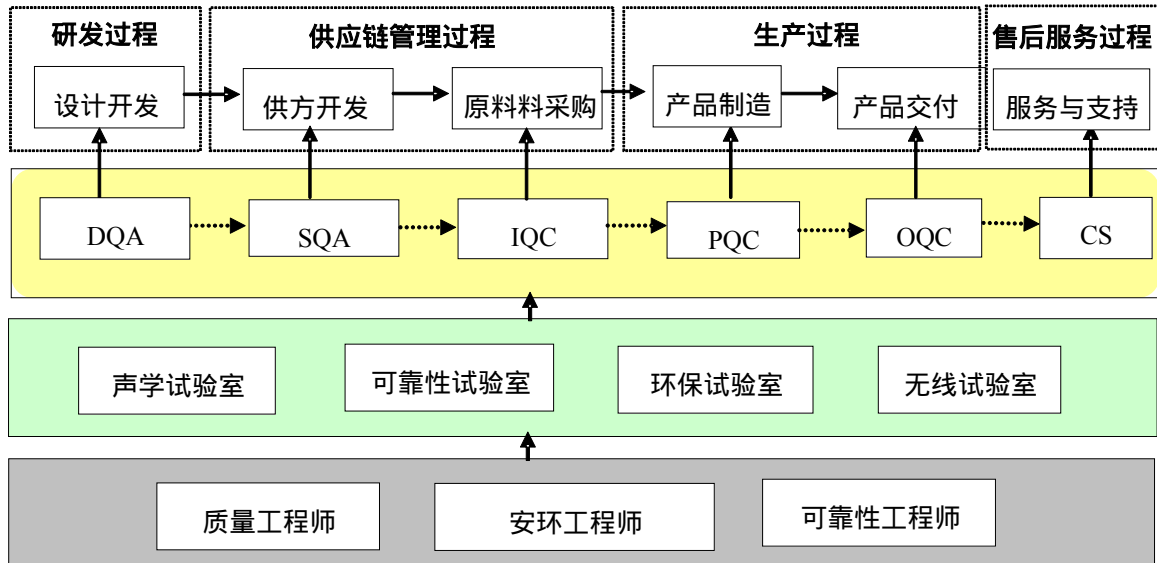 研发过程
供应链管理过程
生产过程
售后服务过程
设计开发
供方开发
原料料采购
产品制造
产品交付
服务与支持
DQA
SQA
IQC
PQC
OQC
CS
声学试验室
可靠性试验室
环保试验室
无线试验室
质量工程师
安环工程师
可靠性工程师